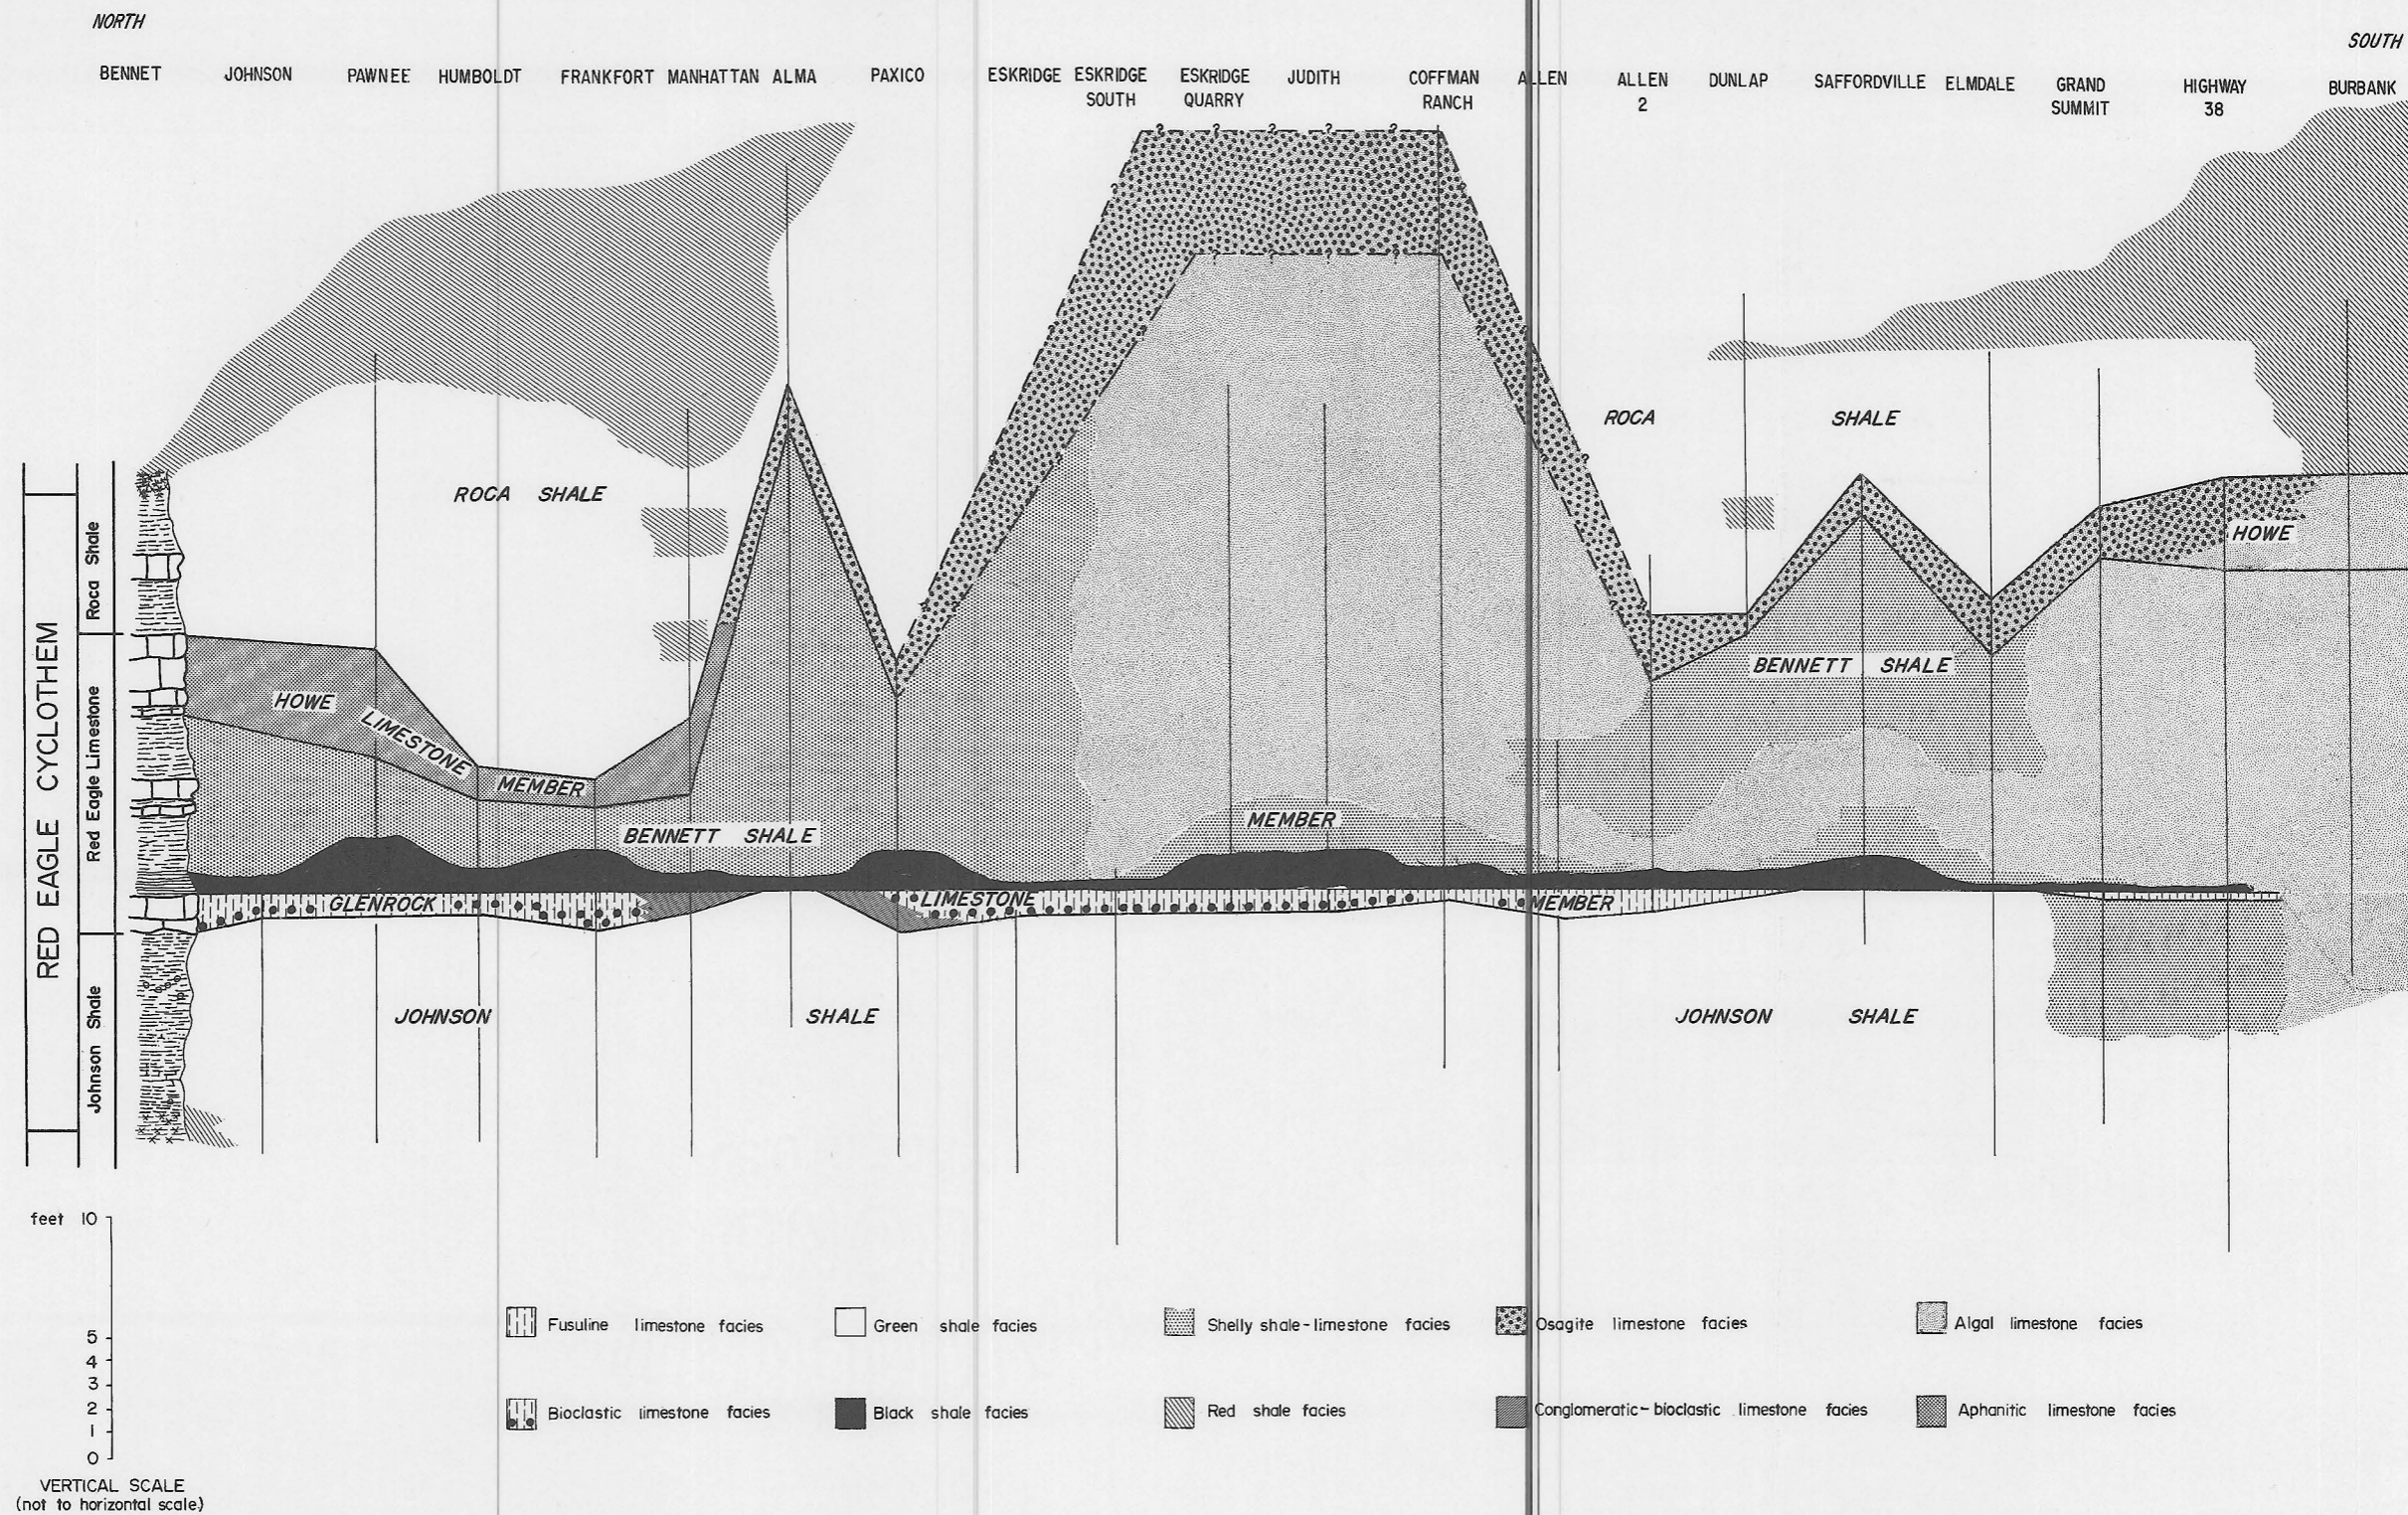 NORTH
SOUTH
BENNET JOHNSON PAWNEE HUMBOLDT FRANKFORT MANHATTAN ALMA PAXICO ESKRIDGE ESKRIDGE SOUTH ESKRIDGE QUARRY JUDITH COFFMAN RANCH ALLEN ALLEN 2 DUNLAP SAFFORDVILLE ELMDALE GRAND SUMMIT HIGHWAY 38 BURBANK
? ? ? ? ?
? ?
? ? ? ?
? ? ? ?
ROCA SHALE
? ? ? ?
ROCA SHALE
HOWE
? ? ?
BENNETT SHALE
HOWE
LIMESTONE
MEMBER
MEMBER
BENNETT SHALE
GLENROCK LIMESTONE MEMBER
JOHNSON SHALE
JOHNSON SHALE
RED EAGLE CYCLOTHEM
Roca Shale
Red Eagle Limestone
Johnson Shale
feet 10
5
4
3
2
1
0
VERTICAL SCALE
(not to horizontal scale)
Fusuline limestone facies
Green shale facies
Shelly shale-limestone facies
Osagite limestone facies
Algal limestone facies
Bioclastic limestone facies
Black shale facies
Red shale facies
Conglomeratic-bioclastic limestone facies
Aphanitic limestone facies